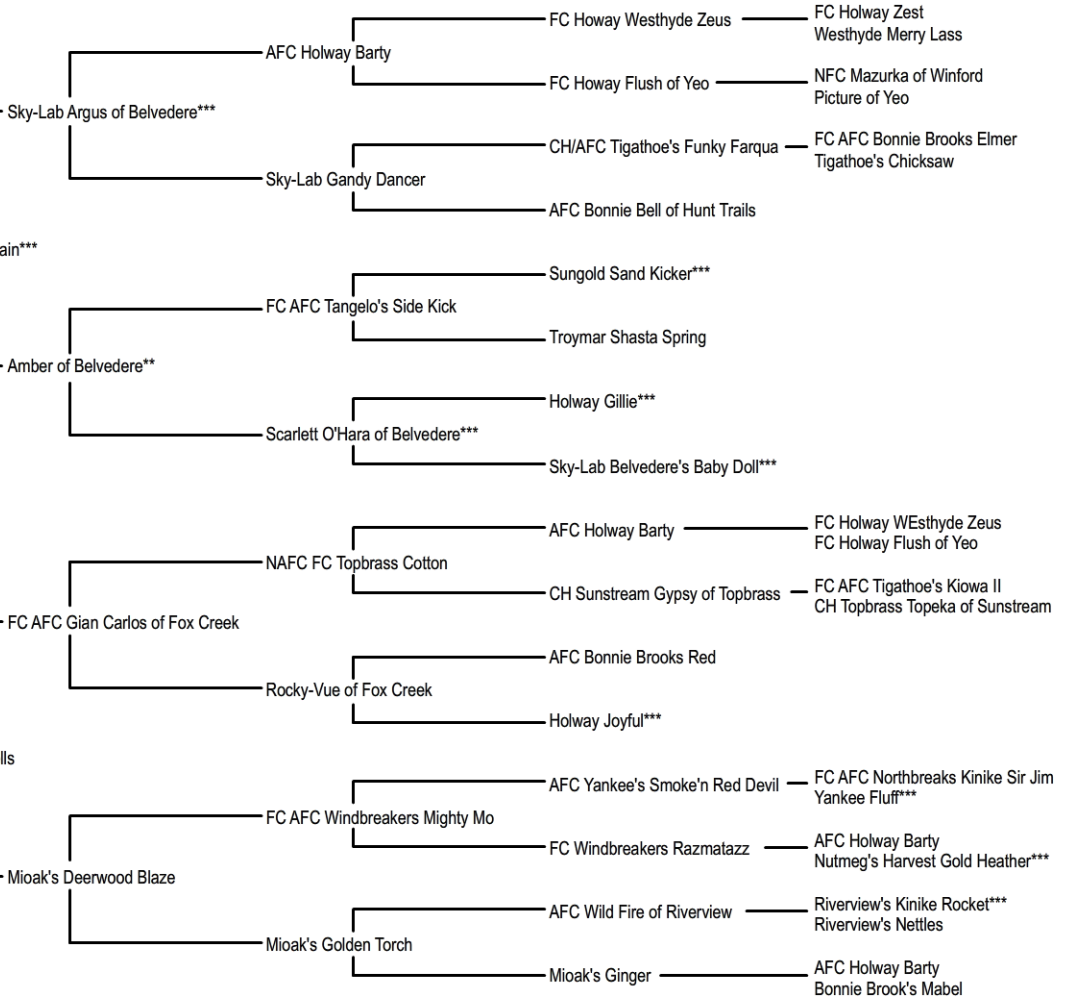 FC Howay Westhyde Zeus
FC Holway Zest
Westhyde Merry Lass
AFC Holway Barty
FC Howay Flush of Yeo
NFC Mazurka of Winford
Picture of Yeo
Sky-Lab Argus of Belvedere***
CH/AFC Tigathoe's Funky Farqua
FC AFC Bonnie Brooks Elmer
Tigathoe's Chicksaw
Sky-Lab Gandy Dancer
AFC Bonnie Bell of Hunt Trails
ain***
Sungold Sand Kicker***
FC AFC Tangelo's Side Kick
Troymar Shasta Spring
Amber of Belvedere**
Holway Gillie***
Scarlett O'Hara of Belvedere***
Sky-Lab Belvedere's Baby Doll***
AFC Holway Barty
FC Holway WEsthyde Zeus
FC Holway Flush of Yeo
NAFC FC Topbrass Cotton
CH Sunstream Gypsy of Topbrass
FC AFC Tigathoe's Kiowa II
CH Topbrass Topeka of Sunstream
FC AFC Gian Carlos of Fox Creek
AFC Bonnie Brooks Red
Rocky-Vue of Fox Creek
Holway Joyful***
lls
AFC Yankee's Smoke'n Red Devil
FC AFC Northbreaks Kinike Sir Jim
Yankee Fluff***
FC AFC Windbreakers Mighty Mo
FC Windbreakers Razmatazz
AFC Holway Barty
Nutmeg's Harvest Gold Heather***
Mioak's Deerwood Blaze
AFC Wild Fire of Riverview
Riverview's Kinike Rocket***
Riverview's Nettles
Mioak's Golden Torch
Mioak's Ginger
AFC Holway Barty
Bonnie Brook's Mabel